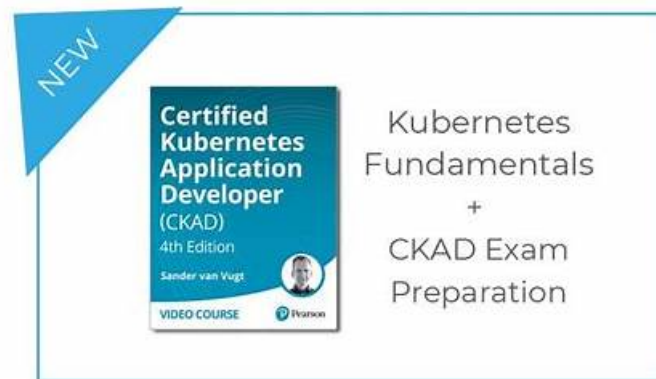 NEW
Certified
Kubernetes
Application
Developer
(CKAD)
4th Edition
Sander van Vugt
VIDEO COURSE
Pearson
Kubernetes
Fundamentals
+
CKAD Exam
Preparation